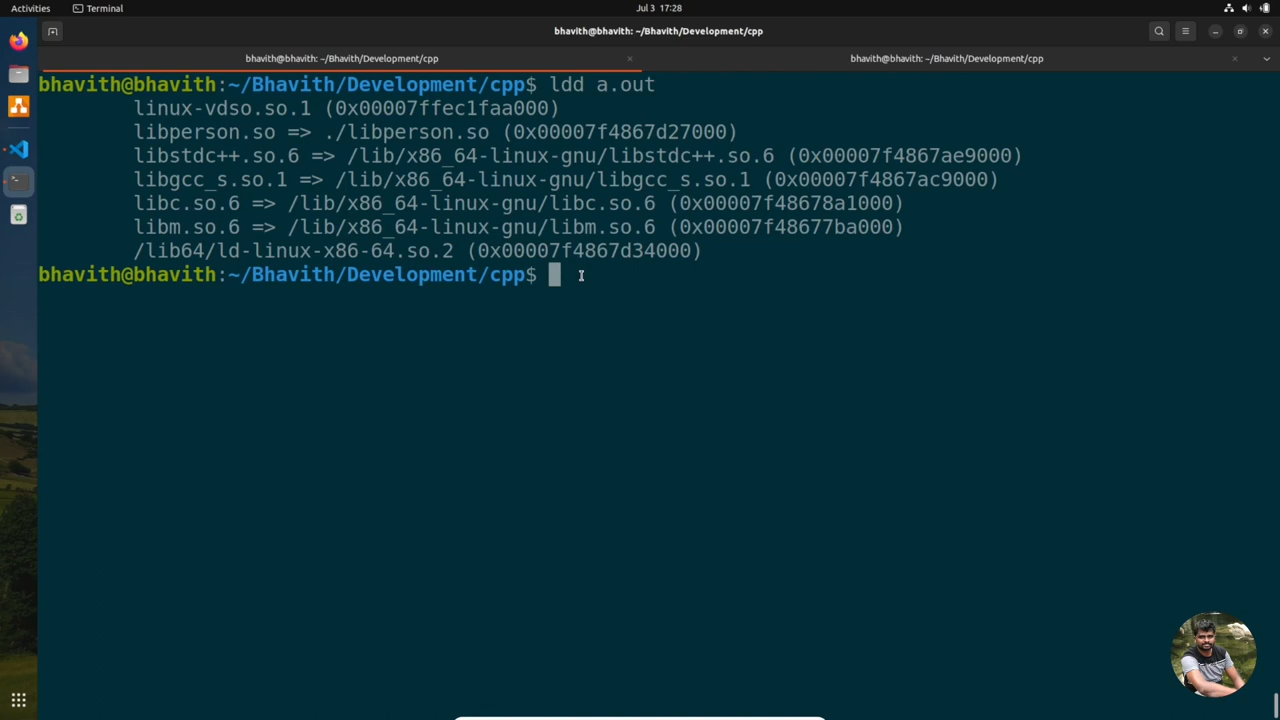 Activities
Terminal
Jul 3 17:28
bhavith@bhavith: ~/Bhavith/Development/cpp
bhavith@bhavith: ~/Bhavith/Development/cpp
bhavith@bhavith: ~/Bhavith/Development/cpp
bhavith@bhavith:~/Bhavith/Development/cpp$ ldd a.out
linux-vdso.so.1 (0x00007ffec1faa000)
libperson.so => ./libperson.so (0x00007f4867d27000)
libstdc++.so.6 => /lib/x86_64-linux-gnu/libstdc++.so.6 (0x00007f4867ae9000)
libgcc_s.so.1 => /lib/x86_64-linux-gnu/libgcc_s.so.1 (0x00007f4867ac9000)
libc.so.6 => /lib/x86_64-linux-gnu/libc.so.6 (0x00007f48678a1000)
libm.so.6 => /lib/x86_64-linux-gnu/libm.so.6 (0x00007f48677ba000)
/lib64/ld-linux-x86-64.so.2 (0x00007f4867d34000)
bhavith@bhavith:~/Bhavith/Development/cpp$